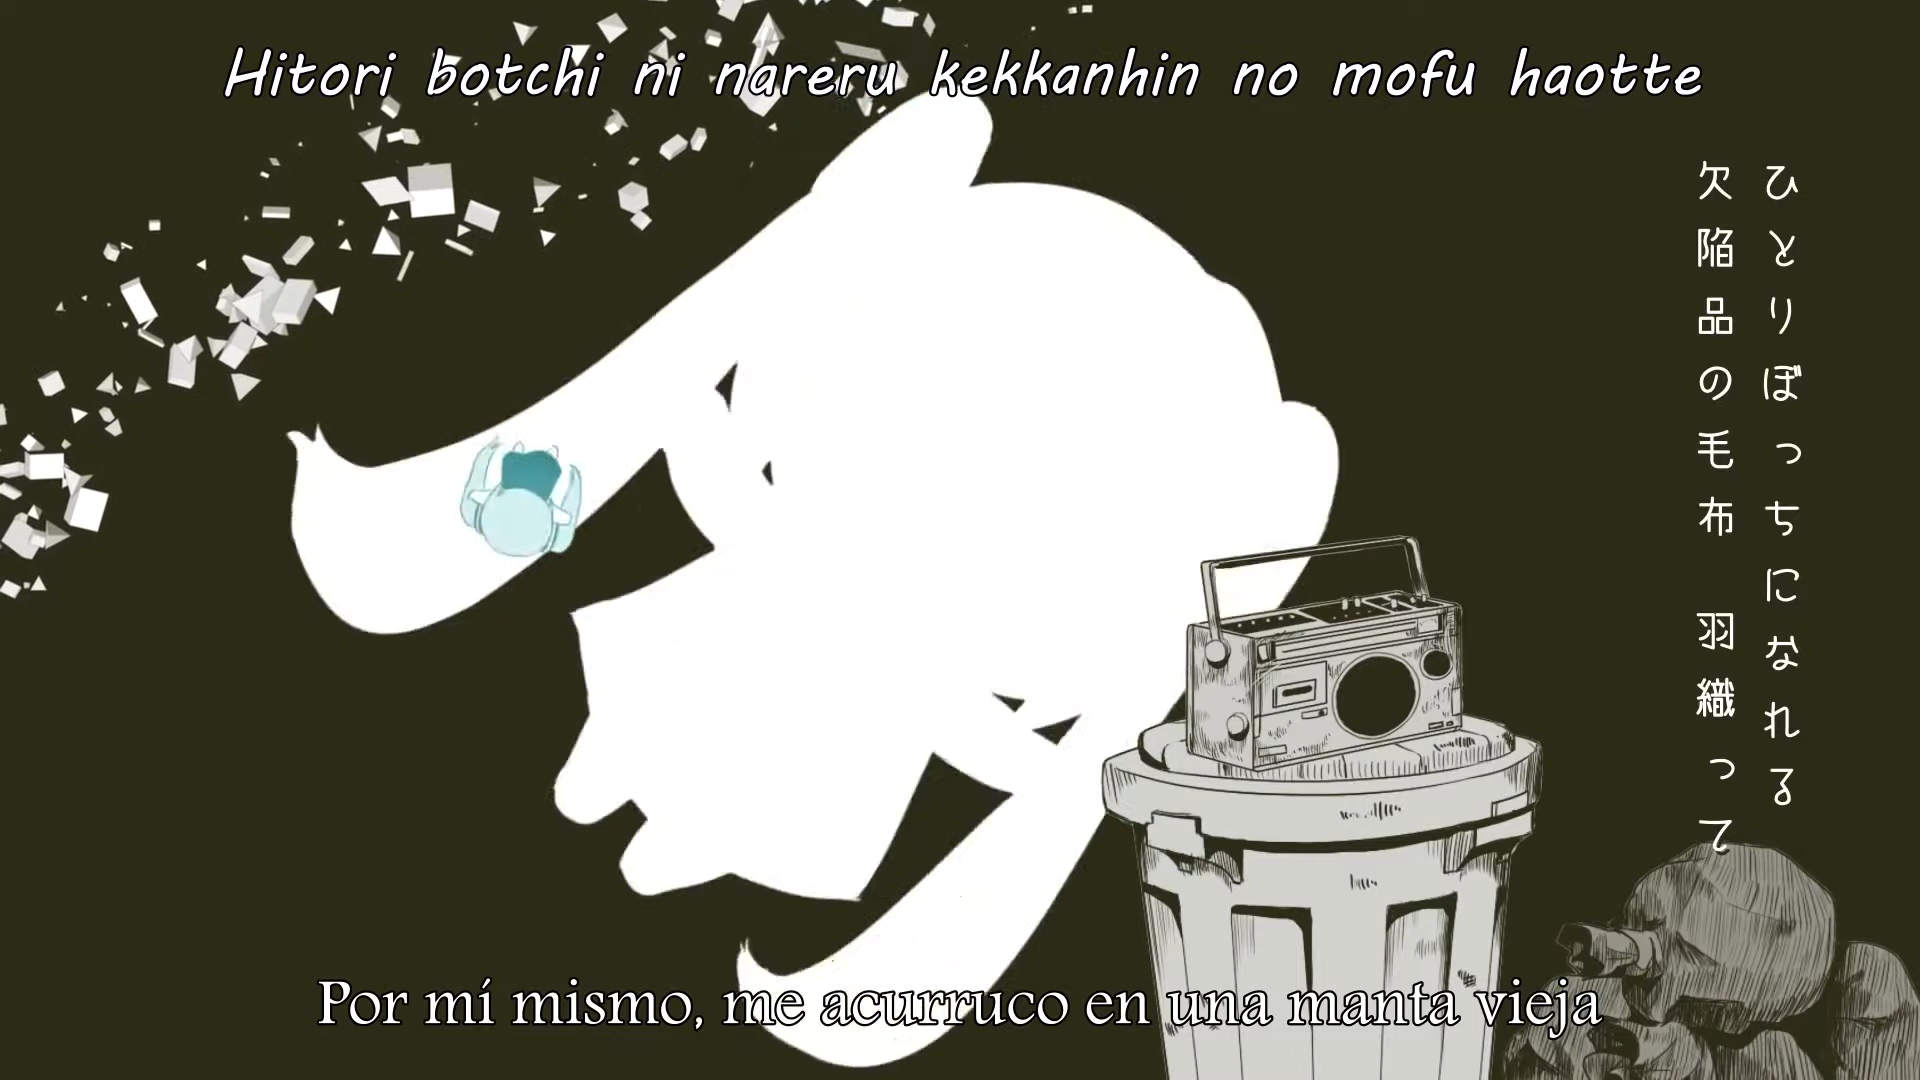 Hitori botchi ni nareru kekkanhin no mofu haotte
ひとりぼっちになれる
欠陥品の毛布　羽織って
Por mí mismo, me acurruco en una manta vieja